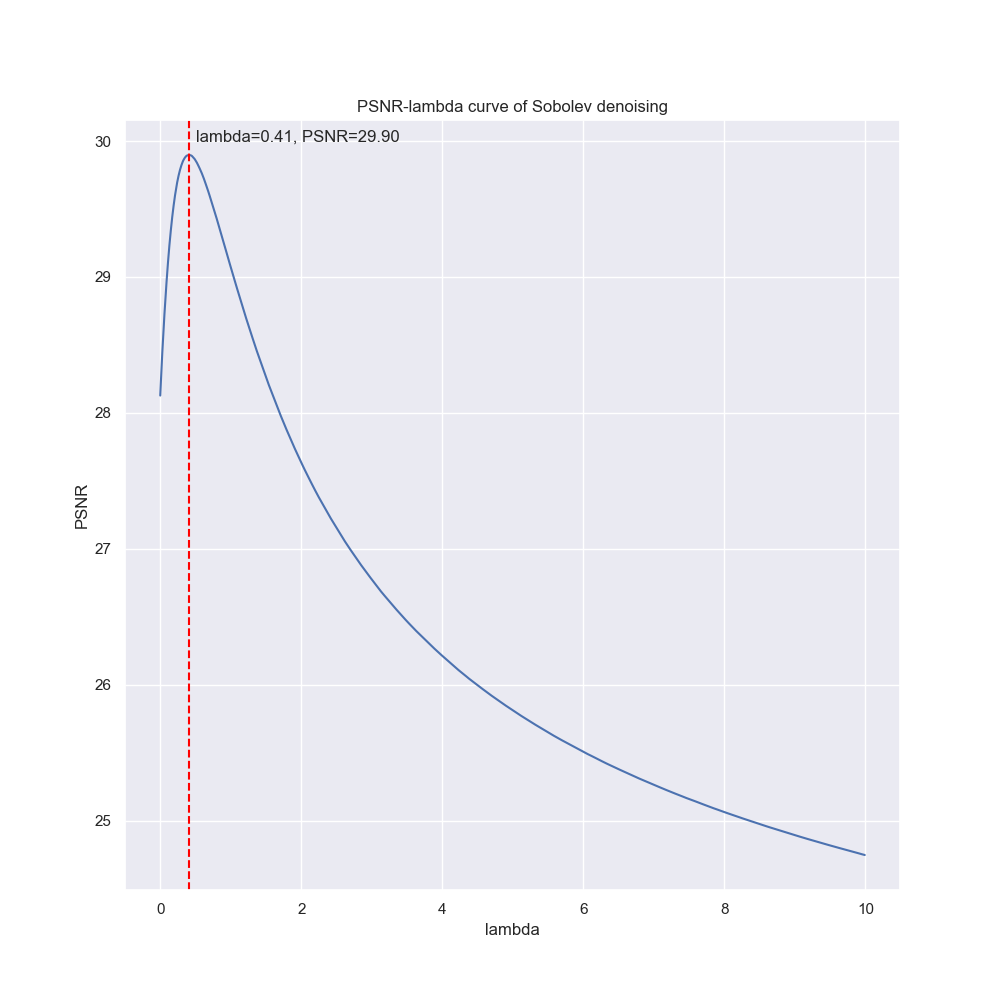 PSNR-lambda curve of Sobolev denoising
lambda=0.41, PSNR=29.90
30
29
28
27
26
25
PSNR
0 2 4 6 8 10
lambda